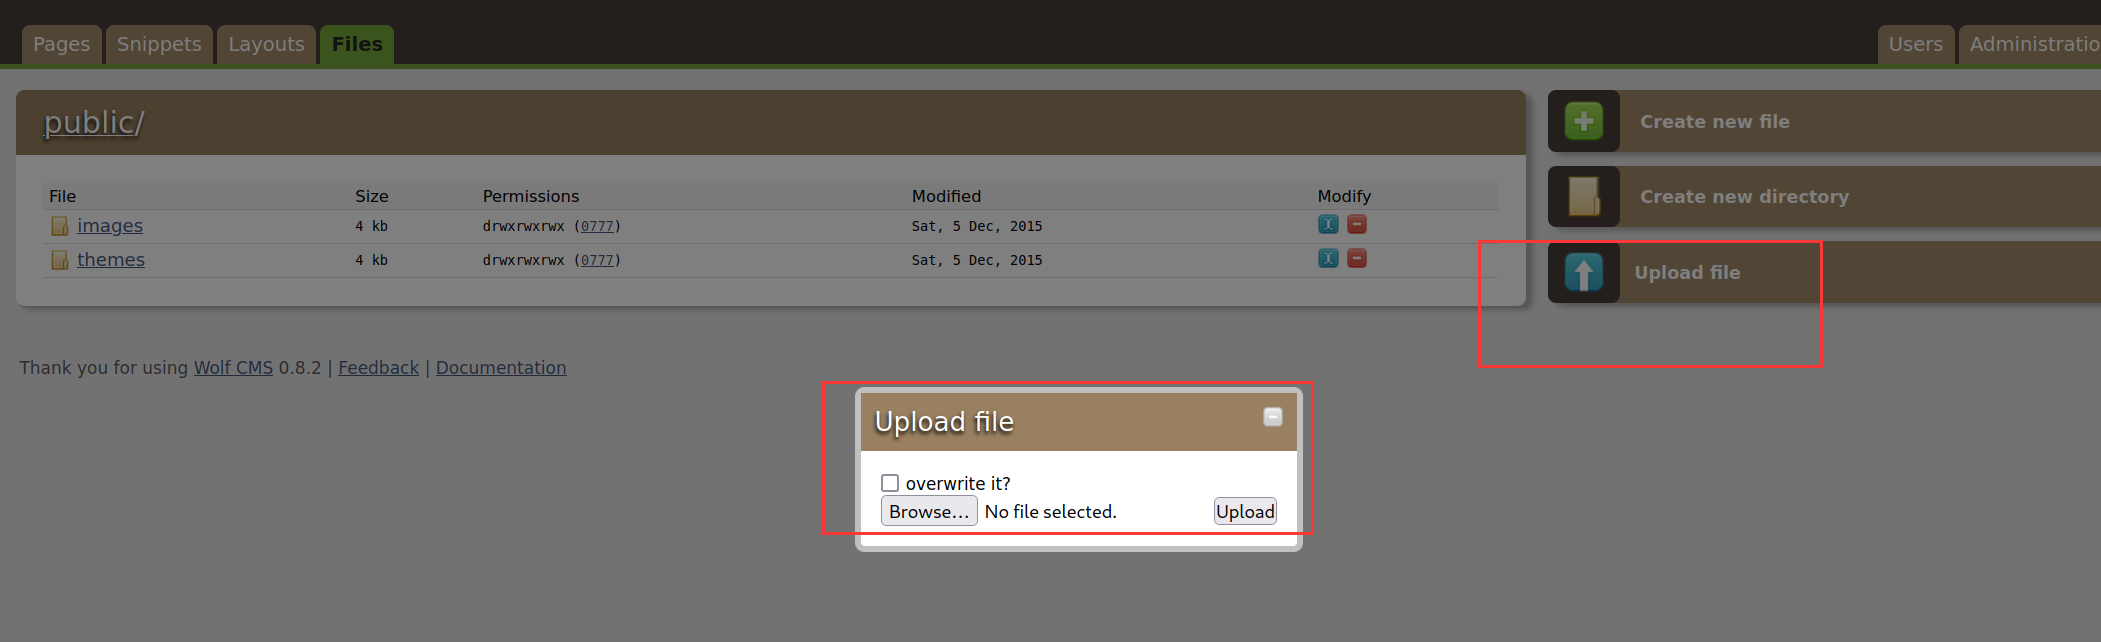 Pages Snippets Layouts Files Users Administratio
public/
Create new file
File Size Permissions Modified Modify
images 4 kb drwxrwxrwx (0777) Sat, 5 Dec, 2015
Create new directory
themes 4 kb drwxrwxrwx (0777) Sat, 5 Dec, 2015
Upload file
Thank you for using Wolf CMS 0.8.2 | Feedback | Documentation
Upload file
overwrite it?
Browse... No file selected. Upload